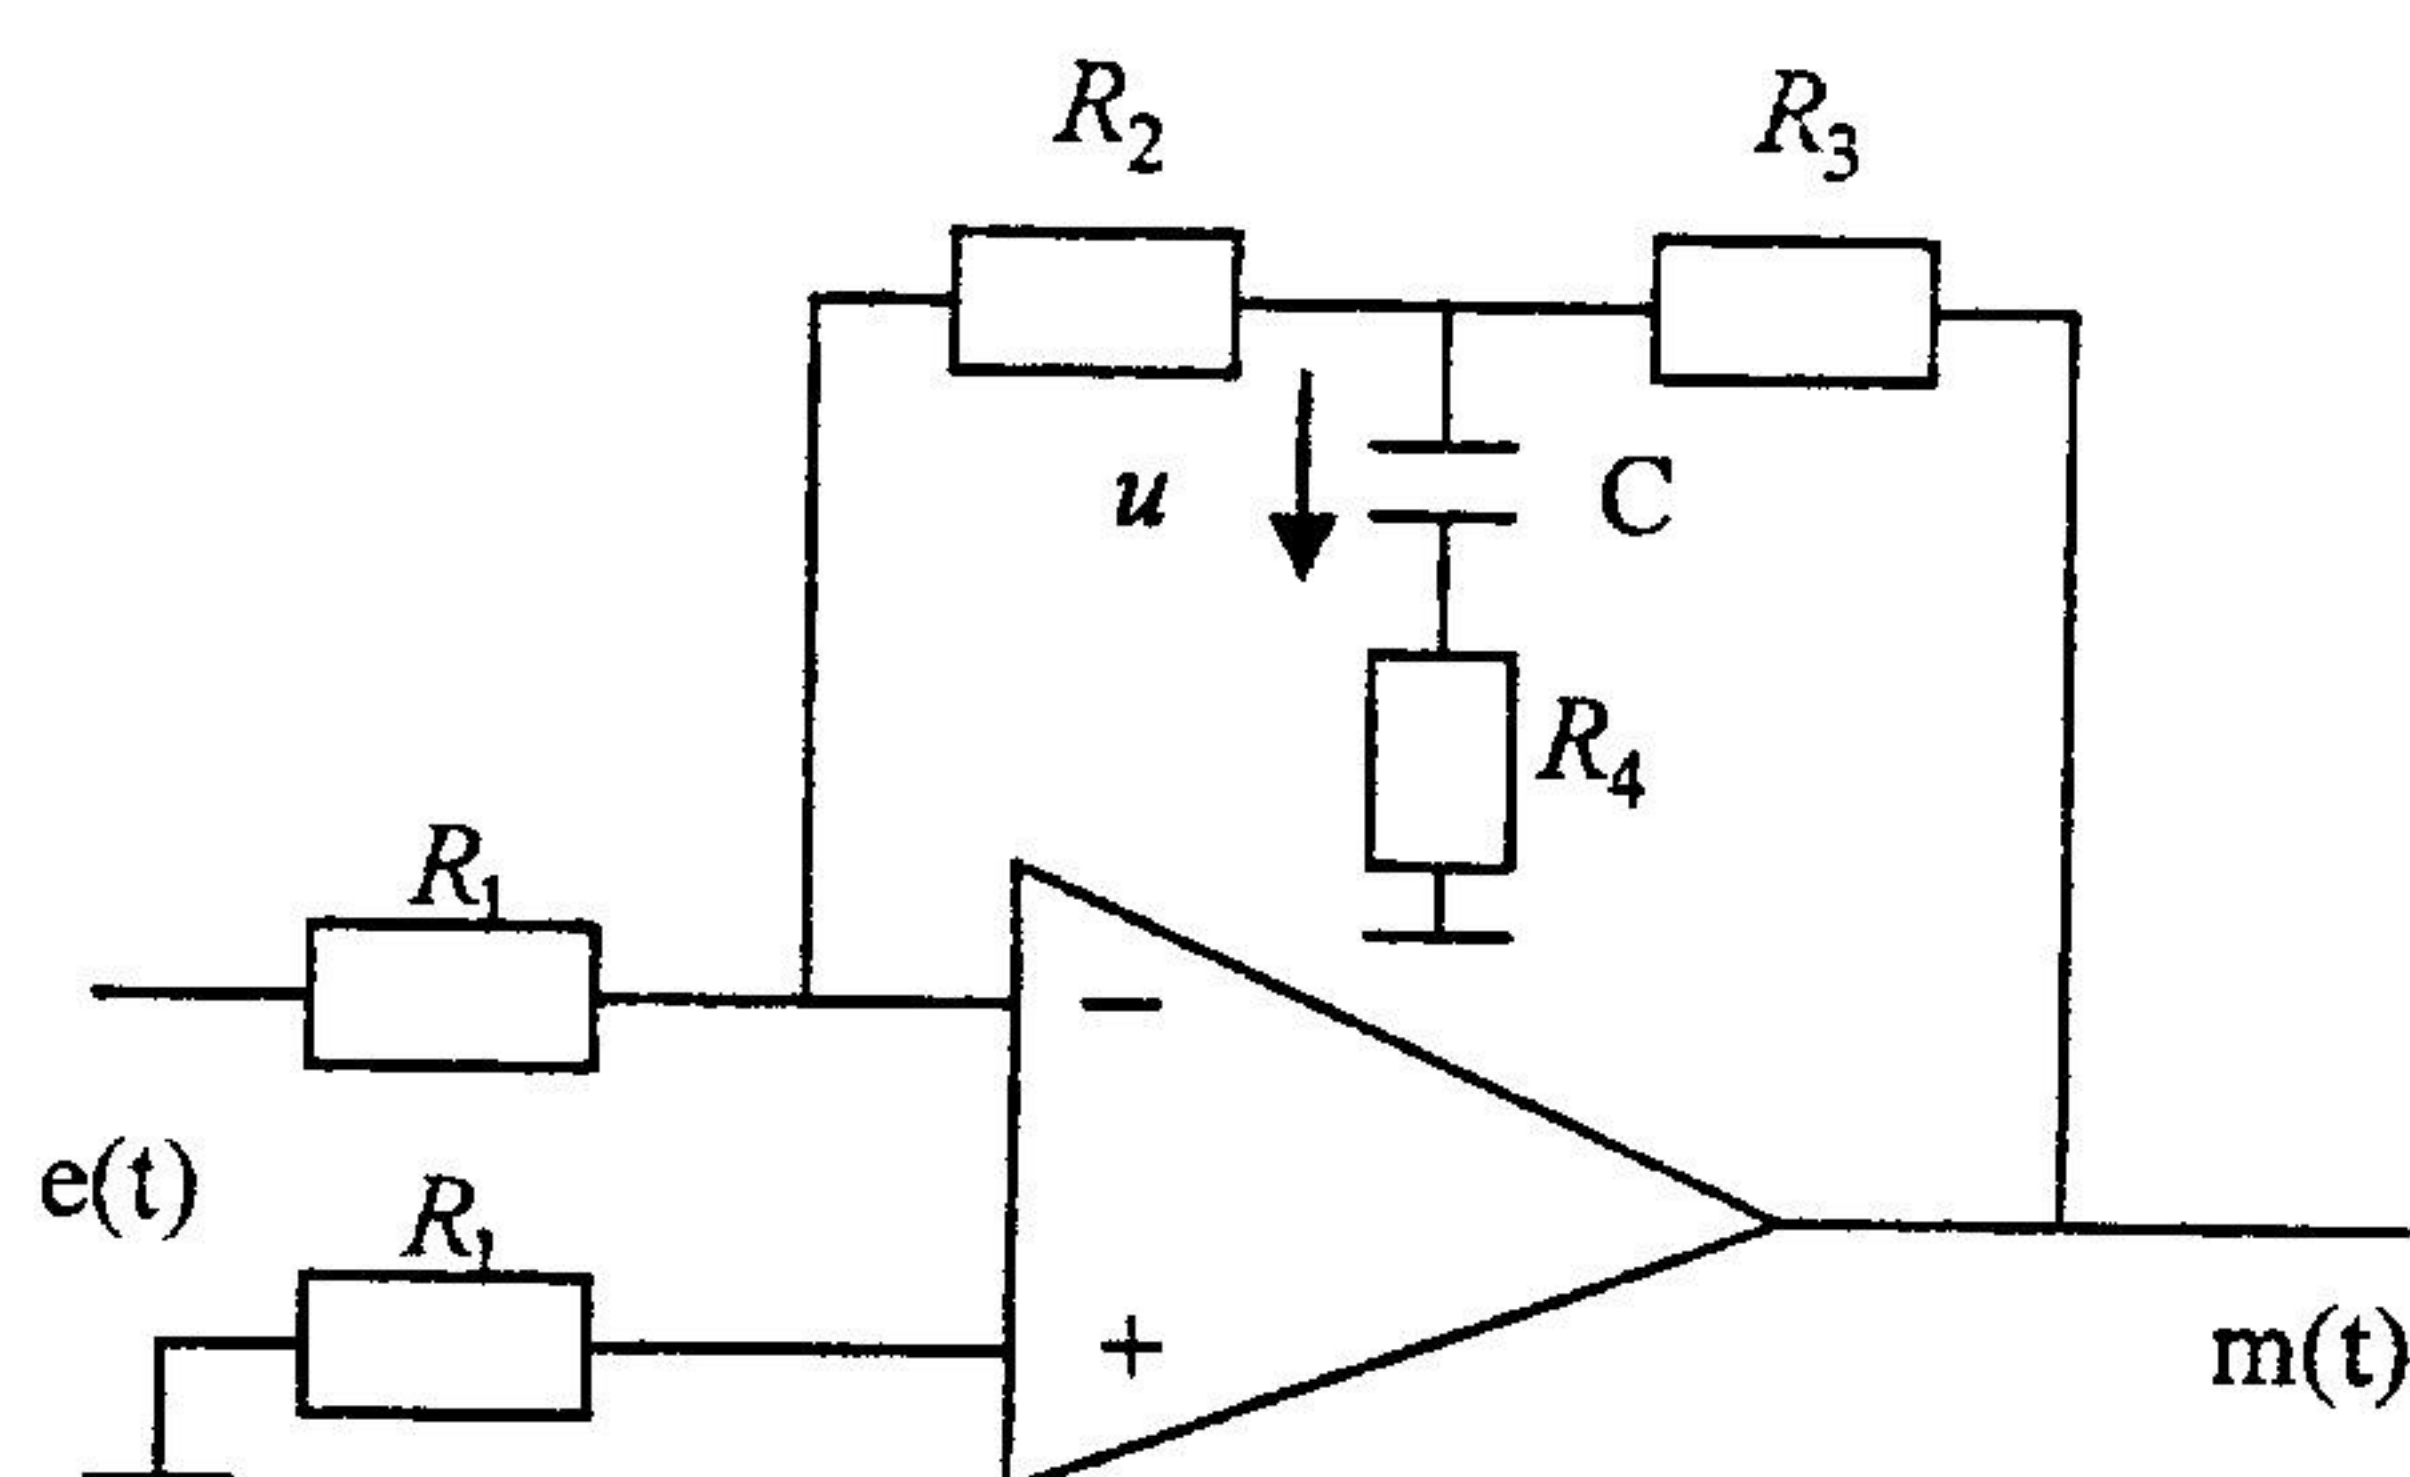 R₂
R₃
u
C
R₄
R₁
−
e(t)
R₁
+
m(t)